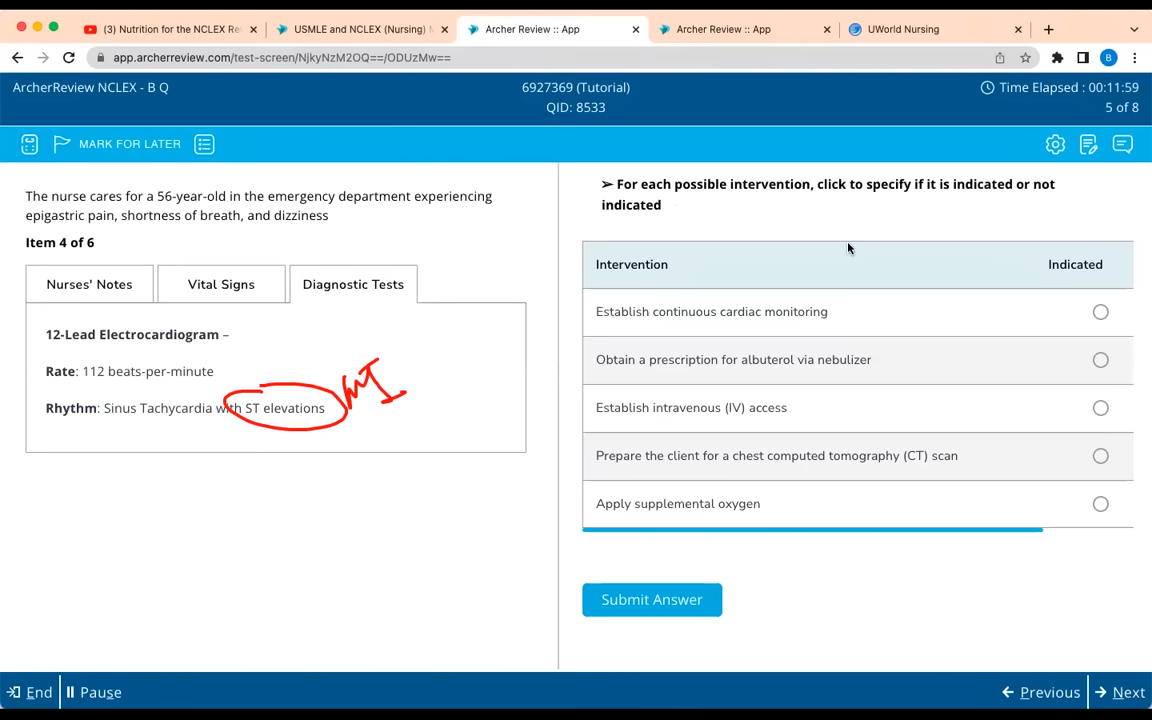 (3) Nutrition for the NCLEX Re
USMLE and NCLEX (Nursing) M
Archer Review :: App
Archer Review :: App
UWorld Nursing
app.archerreview.com/test-screen/NjkyNzM2OQ==/ODUzMw==
B
ArcherReview NCLEX - B Q
6927369 (Tutorial)
QID: 8533
Time Elapsed : 00:11:59
5 of 8
MARK FOR LATER
The nurse cares for a 56-year-old in the emergency department experiencing
epigastric pain, shortness of breath, and dizziness
Item 4 of 6
Nurses' Notes
Vital Signs
Diagnostic Tests
12-Lead Electrocardiogram –
Rate: 112 beats-per-minute
Rhythm: Sinus Tachycardia with ST elevations
MI
➢ For each possible intervention, click to specify if it is indicated or not
indicated
Intervention
Indicated
Establish continuous cardiac monitoring
Obtain a prescription for albuterol via nebulizer
Establish intravenous (IV) access
Prepare the client for a chest computed tomography (CT) scan
Apply supplemental oxygen
Submit Answer
End
Pause
Previous
Next